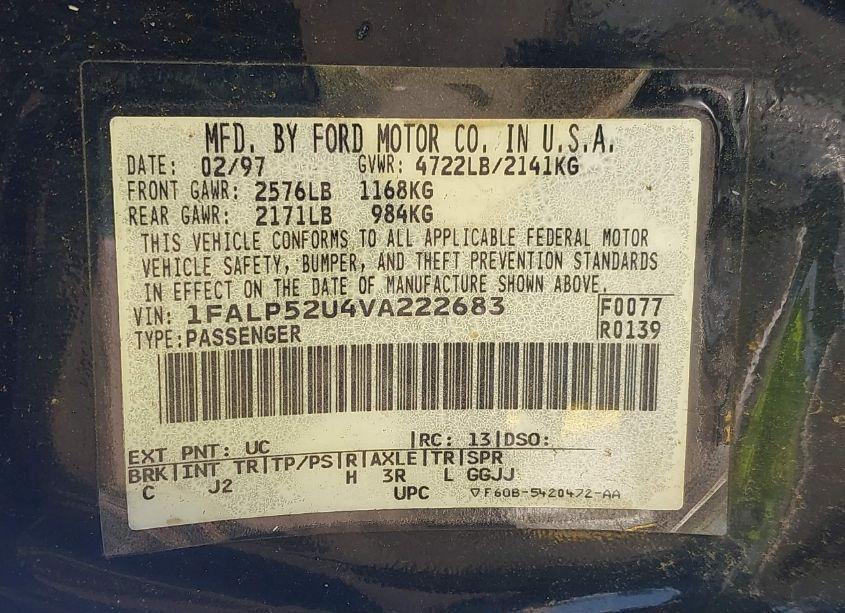 MFD. BY FORD MOTOR CO. IN U.S.A.
DATE: 02/97 GVWR: 4722LB/2141KG
FRONT GAWR: 2576LB 1168KG
REAR GAWR: 2171LB 984KG
THIS VEHICLE CONFORMS TO ALL APPLICABLE FEDERAL MOTOR
VEHICLE SAFETY, BUMPER, AND THEFT PREVENTION STANDARDS
IN EFFECT ON THE DATE OF MANUFACTURE SHOWN ABOVE.
VIN: 1FALP52U4VA222683 F0077
TYPE: PASSENGER R0139
EXT PNT: UC |RC: 13|DSO:
BRK|INT TR|TP/PS|R|AXLE|TR|SPR
C J2 H 3R L GGJJ
UPC ▽F60B-5420472-AA